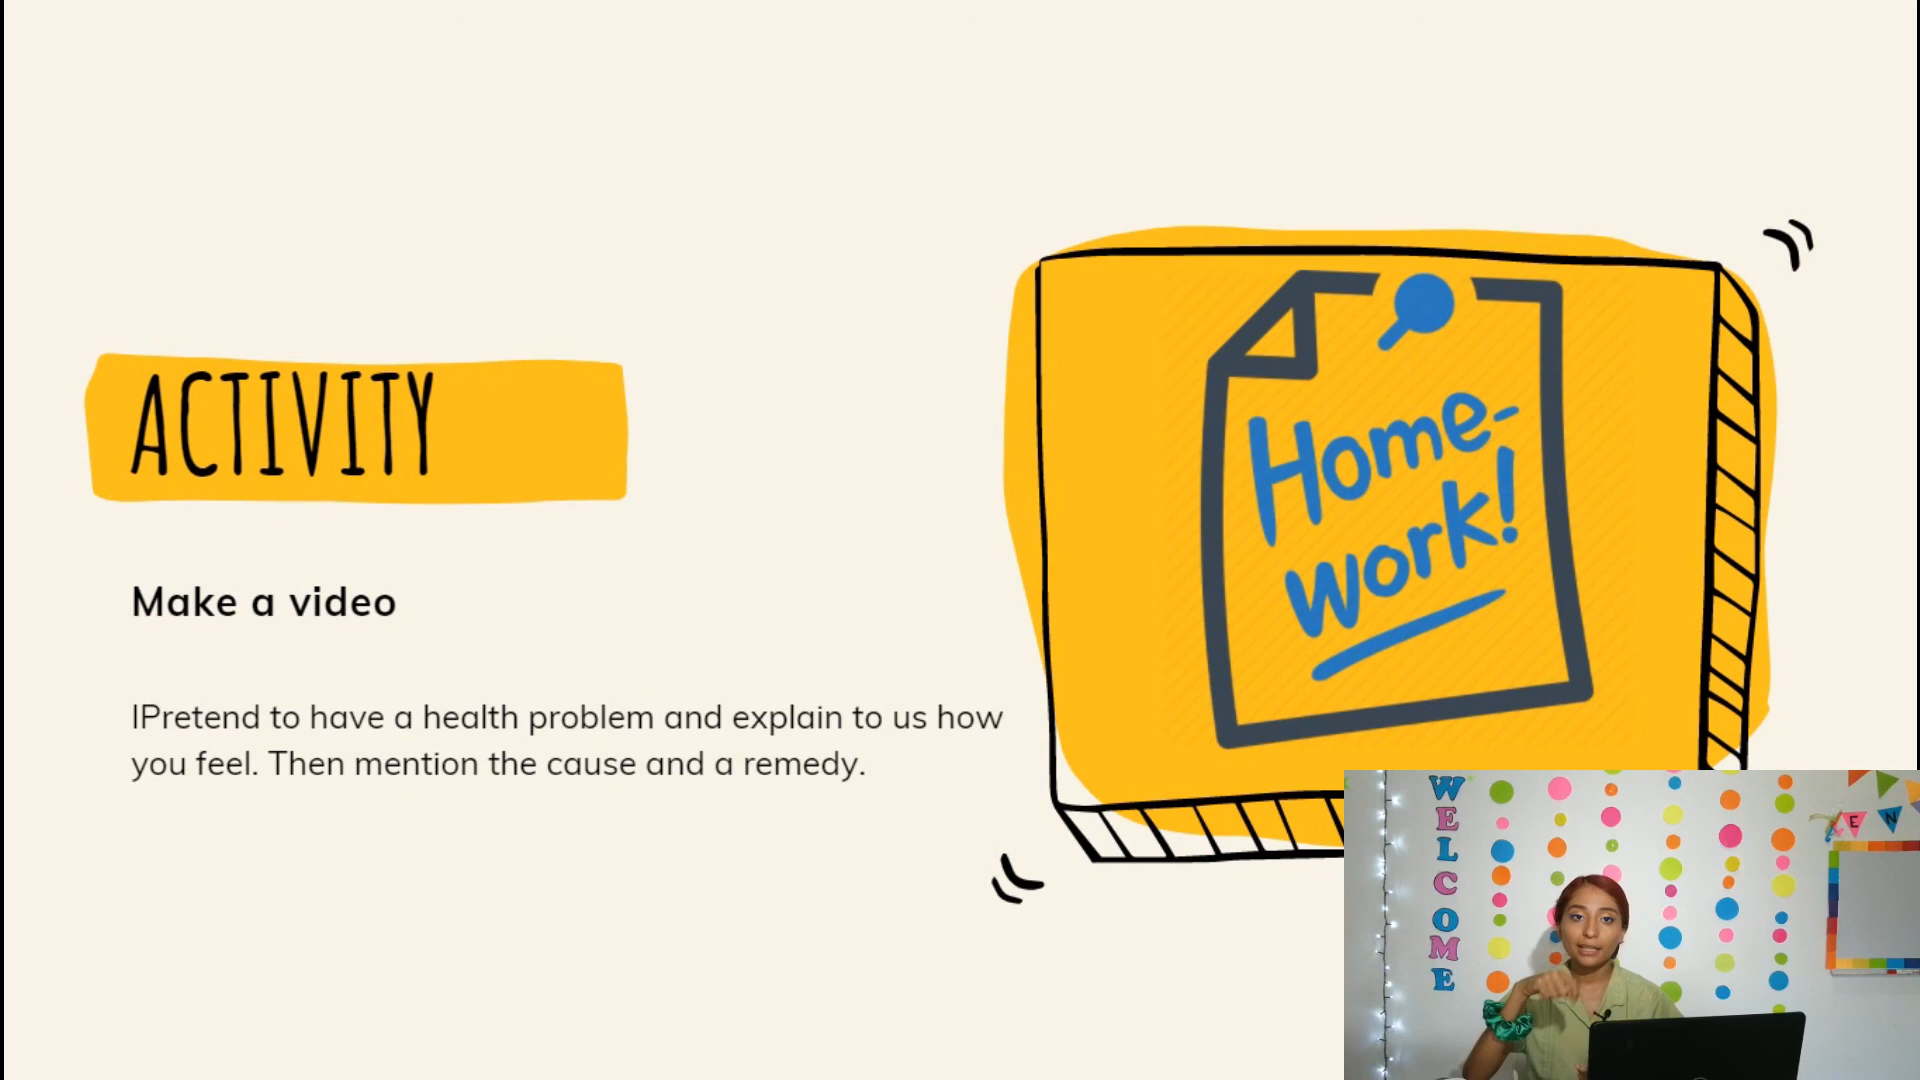 ACTIVITY
Make a video
IPretend to have a health problem and explain to us how
you feel. Then mention the cause and a remedy.
Home-
work!
WELCOME
E N